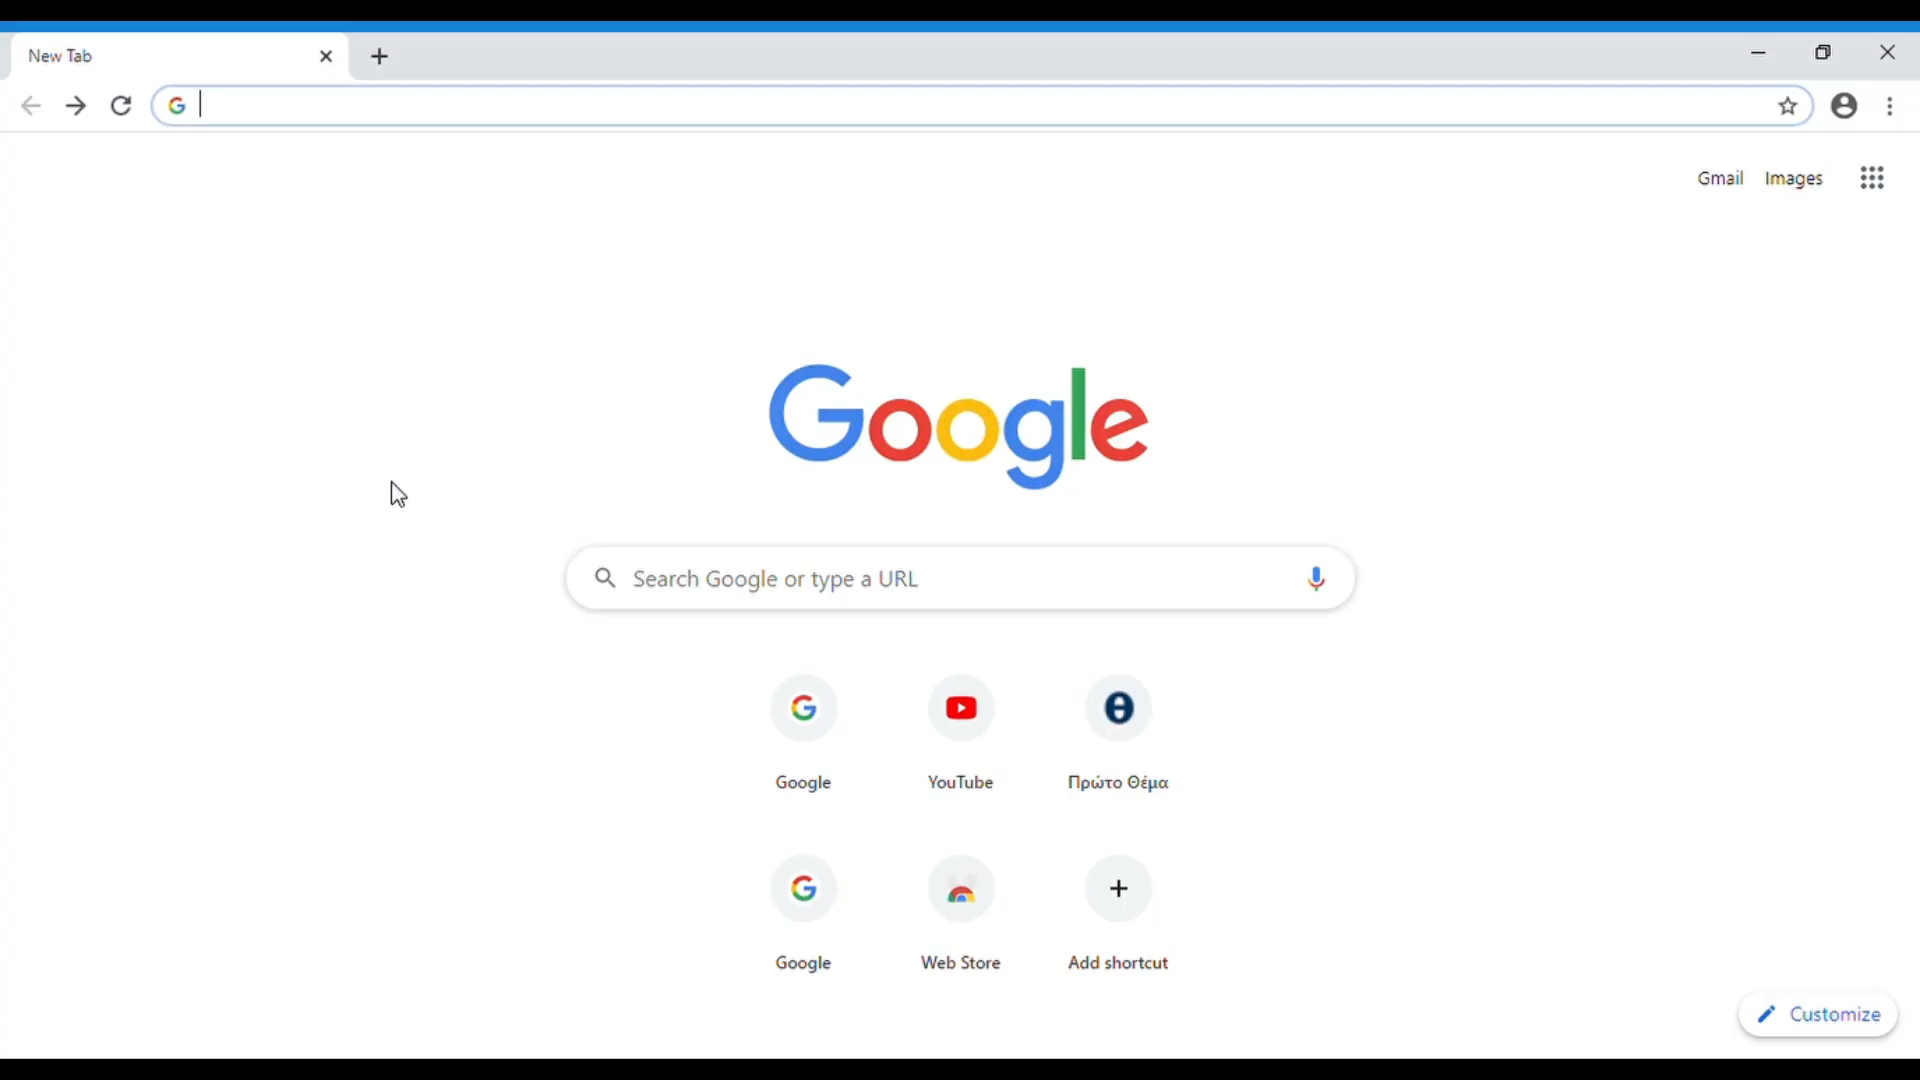 New Tab
Gmail Images
Google
Search Google or type a URL
Google YouTube Πρώτο Θέμα
Google Web Store Add shortcut
Customize